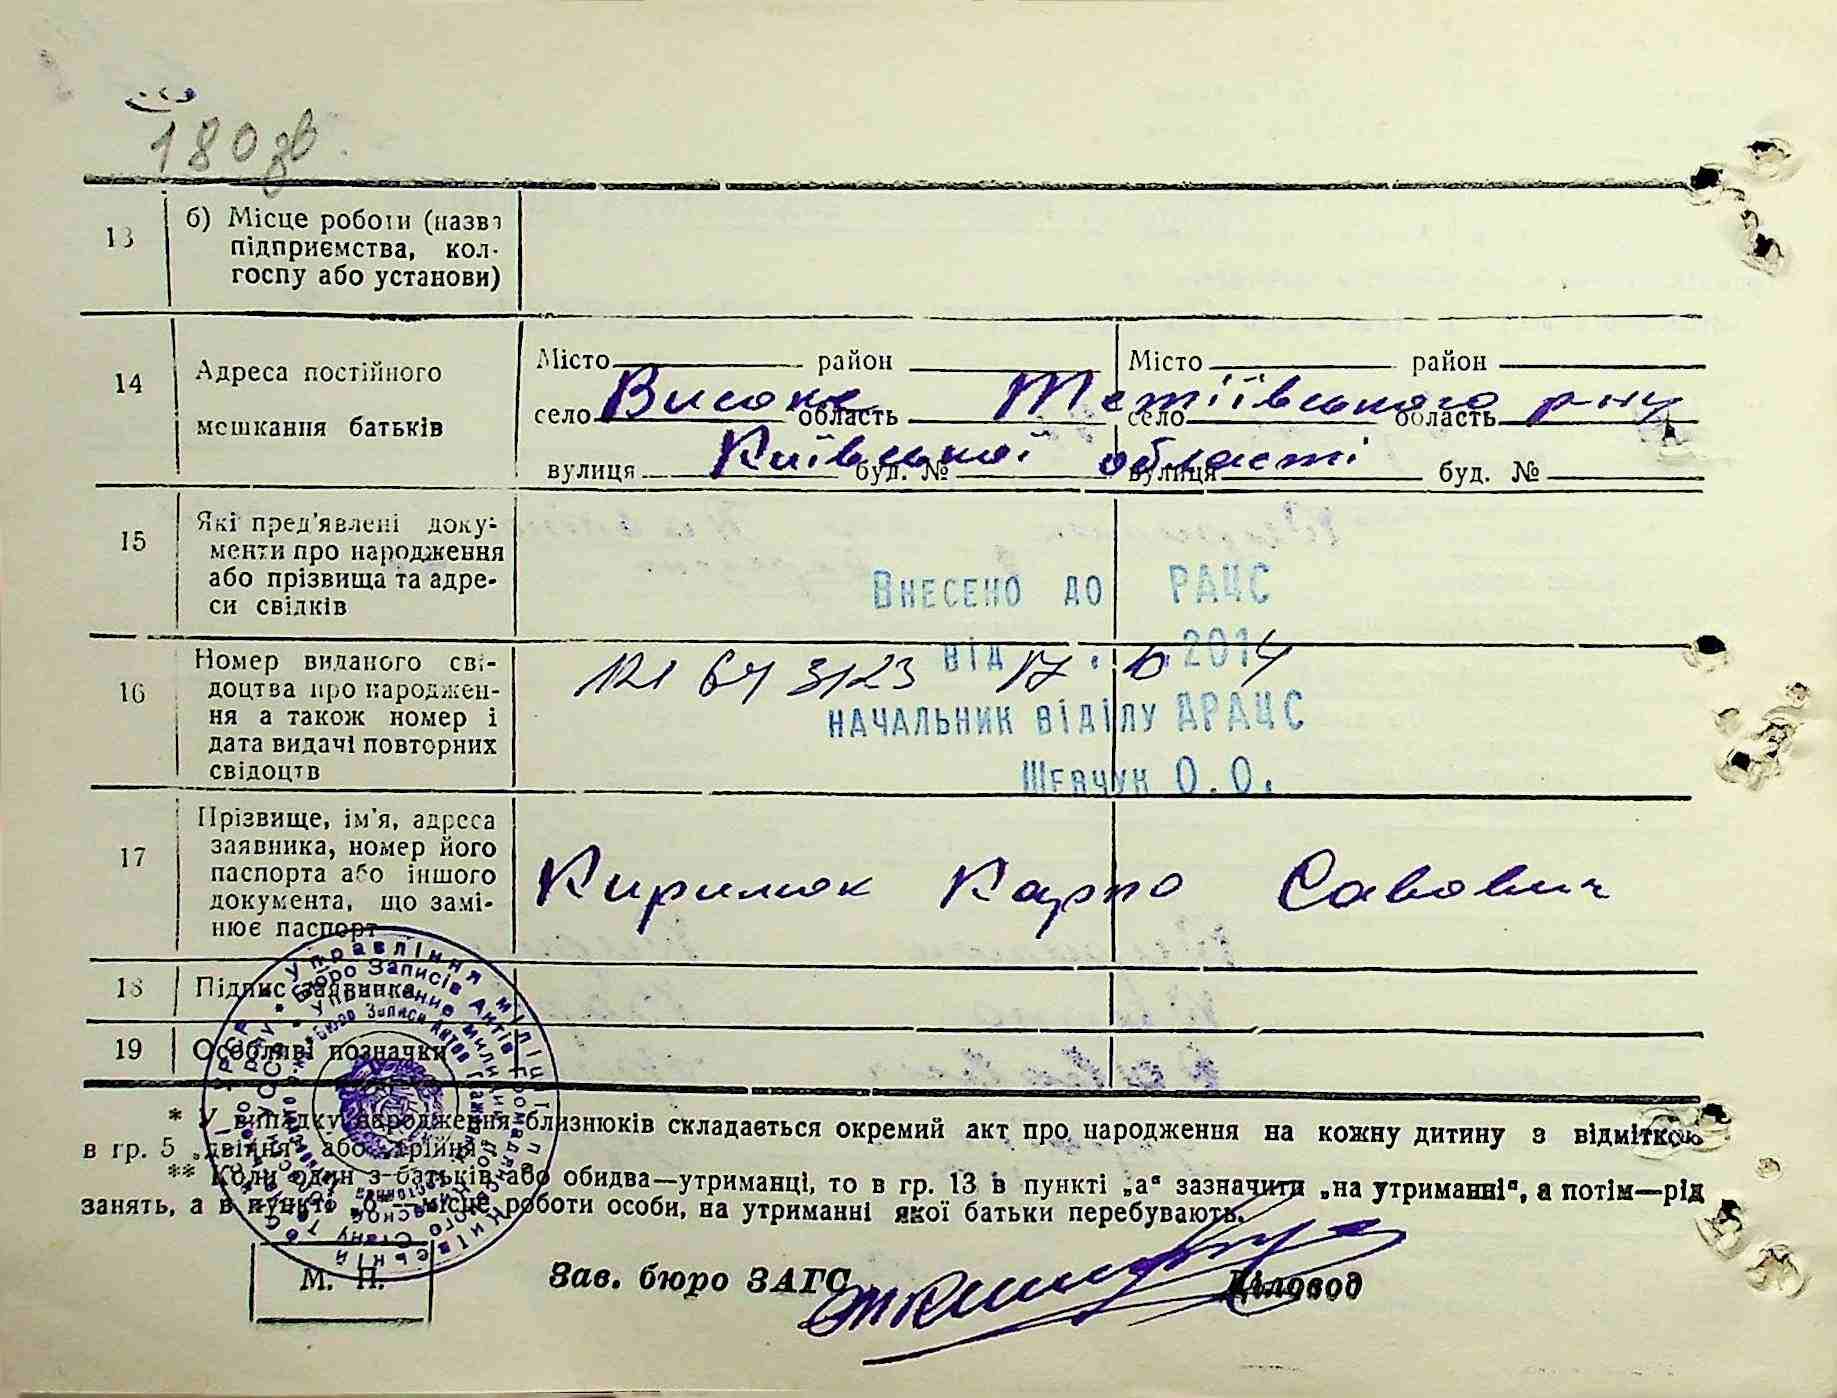 180 зв.
13 б) Місце роботи (назва
підприємства, кол-
госпу або установи)
14 Адреса постійного
мешкання батьків
Місто район Місто район
село Високе область Тетіївського село область р-ну
вулиця Київської буд. № області вулиця буд. №
15 Які пред'явлені доку-
менти про народження
або прізвища та адре-
си свідків
Внесено до РАЦС
від 17.6.2014
начальник відділу ДРАЦС
Шевчук О.О.
16 Номер виданого сві-
доцтва про народжен-
ня а також номер і
дата видачі повторних
свідоцтв
17 Прізвище, ім'я, адреса
заявника, номер його
паспорта або іншого
документа, що замі-
нює паспорт
Кирилюк Карпо Савович
18 Підпис заявника
19 Особливі позначки
* У випадку народження близнюків складається окремий акт про народження на кожну дитину з відміткою
в гр. 5 „двійня" або „трійня".
** Коли один з батьків або обидва—утриманці, то в гр. 13 в пункті „а" зазначити „на утриманні", а потім—рід
занять, а в пункті „б"—місце роботи особи, на утриманні якої батьки перебувають.
М. П.
Зав. бюро ЗАГС Діловод